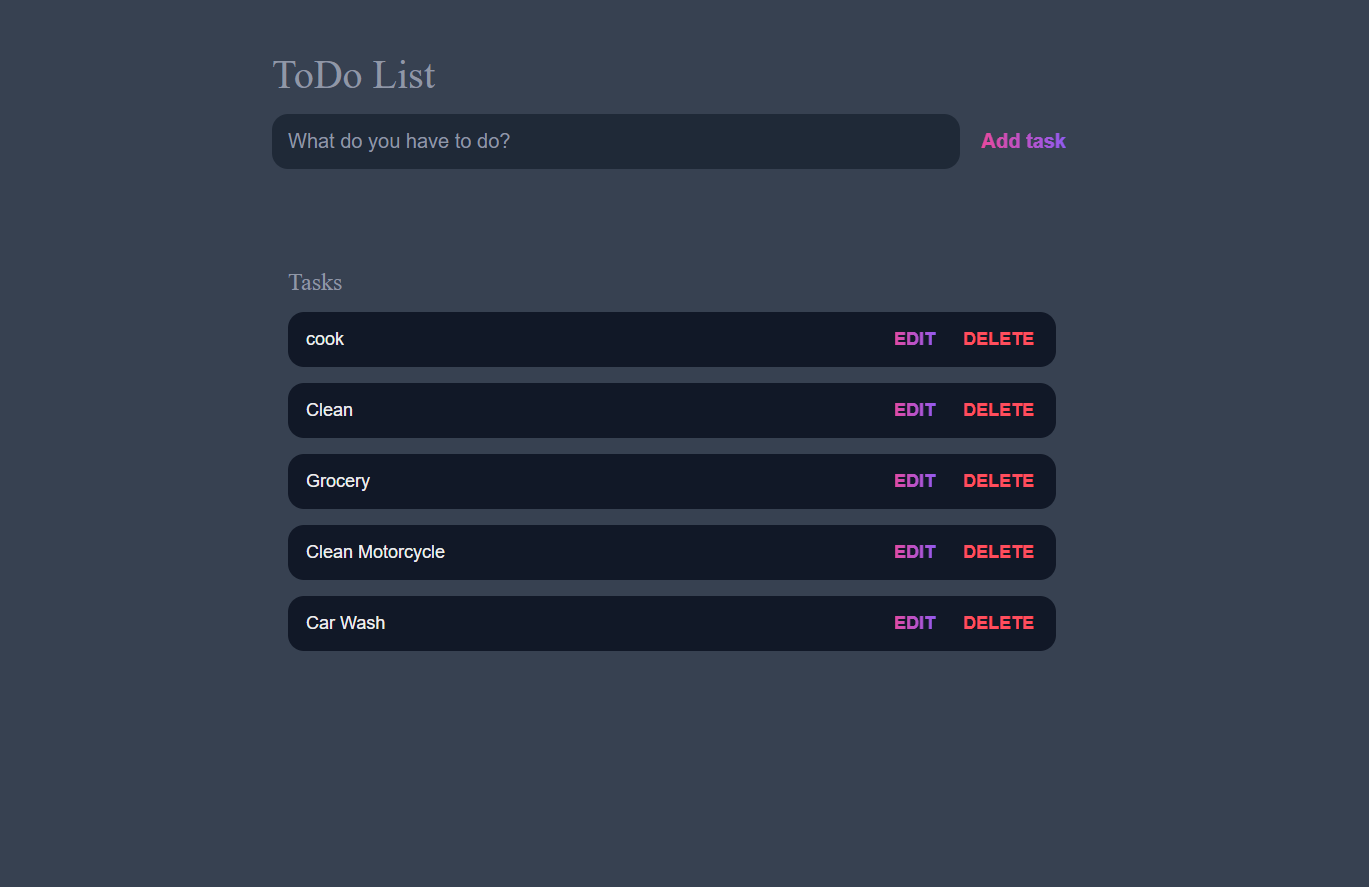 ToDo List
What do you have to do? Add task
Tasks
cook EDIT DELETE
Clean EDIT DELETE
Grocery EDIT DELETE
Clean Motorcycle EDIT DELETE
Car Wash EDIT DELETE